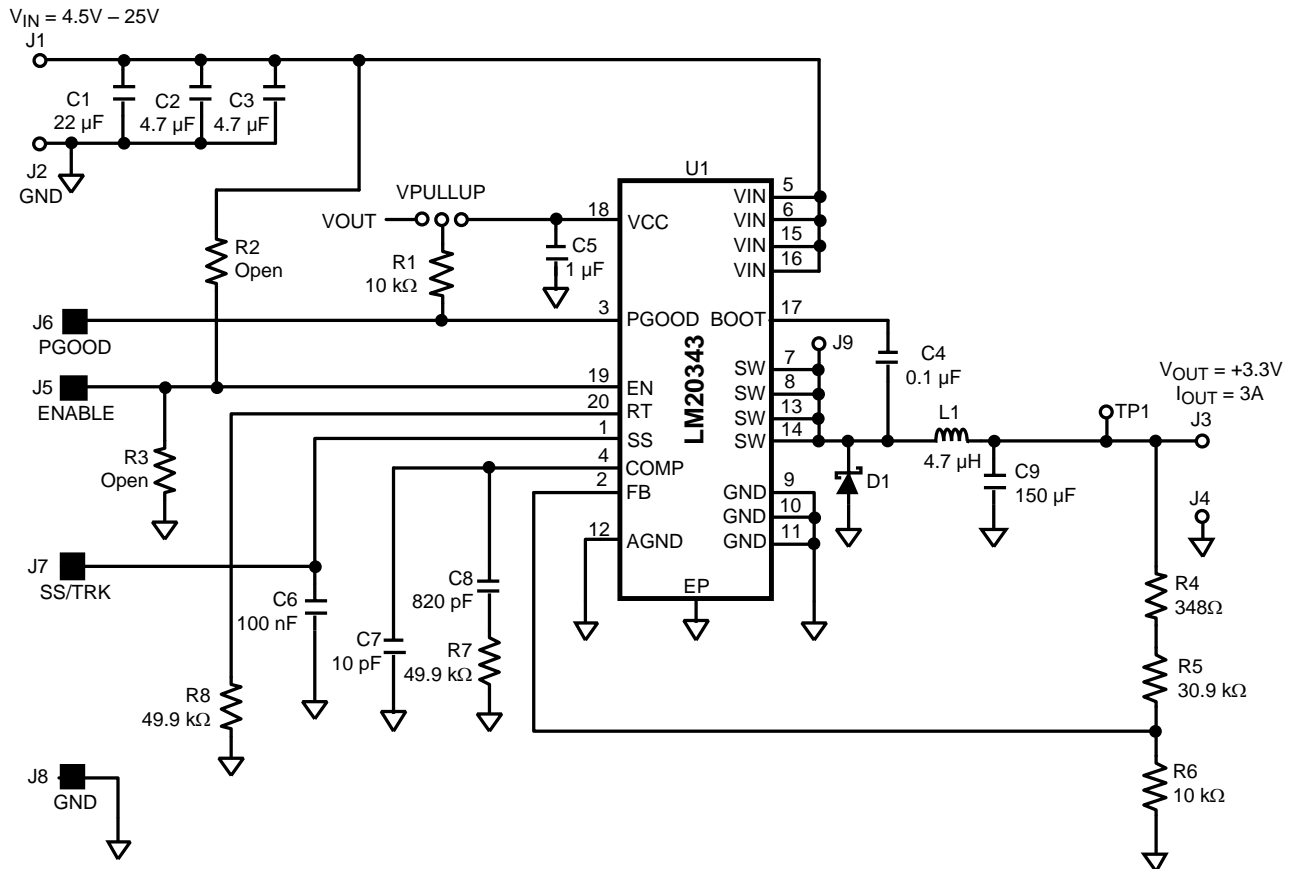 VIN = 4.5V – 25V
J1
C1
22 µF
C2
4.7 µF
C3
4.7 µF
J2
GND
R2
Open
VPULLUP
VOUT
R1
10 kΩ
C5
1 µF
J6
PGOOD
J5
ENABLE
R3
Open
J7
SS/TRK
C6
100 nF
C7
10 pF
C8
820 pF
R7
49.9 kΩ
R8
49.9 kΩ
J8
GND
U1
LM20343
18
VCC
3
PGOOD
19
EN
20
RT
1
SS
4
COMP
2
FB
12
AGND
EP
VIN
5
VIN
6
VIN
15
VIN
16
BOOT
17
SW
7
SW
8
SW
13
SW
14
GND
9
GND
10
GND
11
J9
C4
0.1 µF
D1
L1
4.7 µH
C9
150 µF
TP1
VOUT = +3.3V
IOUT = 3A
J3
J4
R4
348Ω
R5
30.9 kΩ
R6
10 kΩ